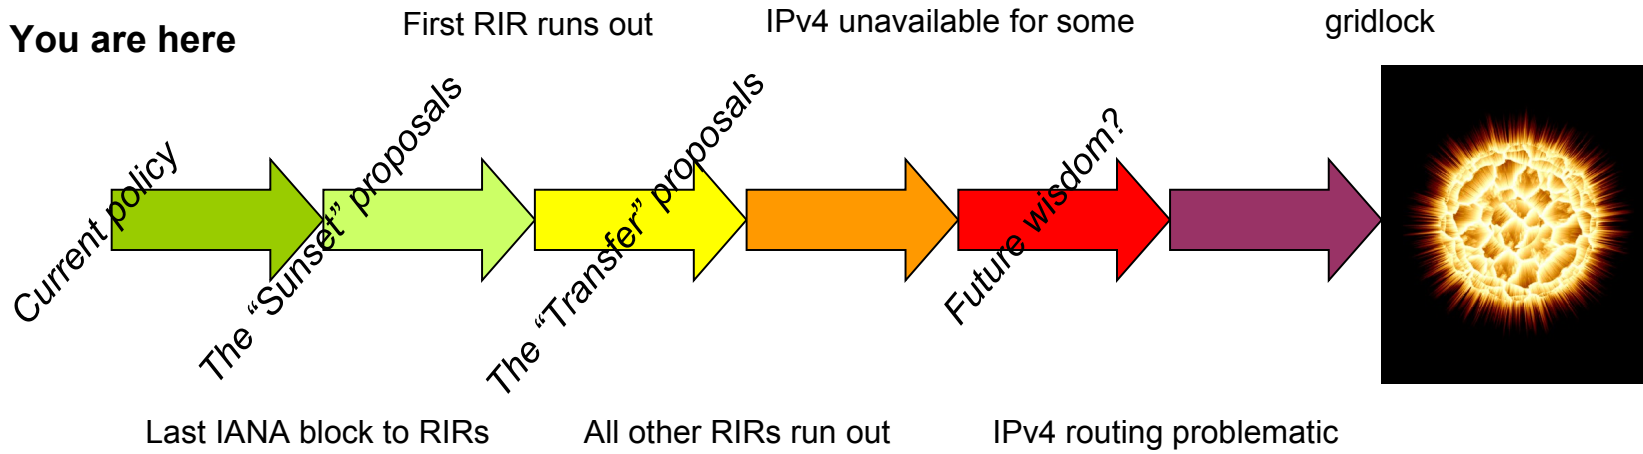 You are here
First RIR runs out
IPv4 unavailable for some
gridlock
Current policy
The “Sunset” proposals
The “Transfer” proposals
Future wisdom?
Last IANA block to RIRs
All other RIRs run out
IPv4 routing problematic